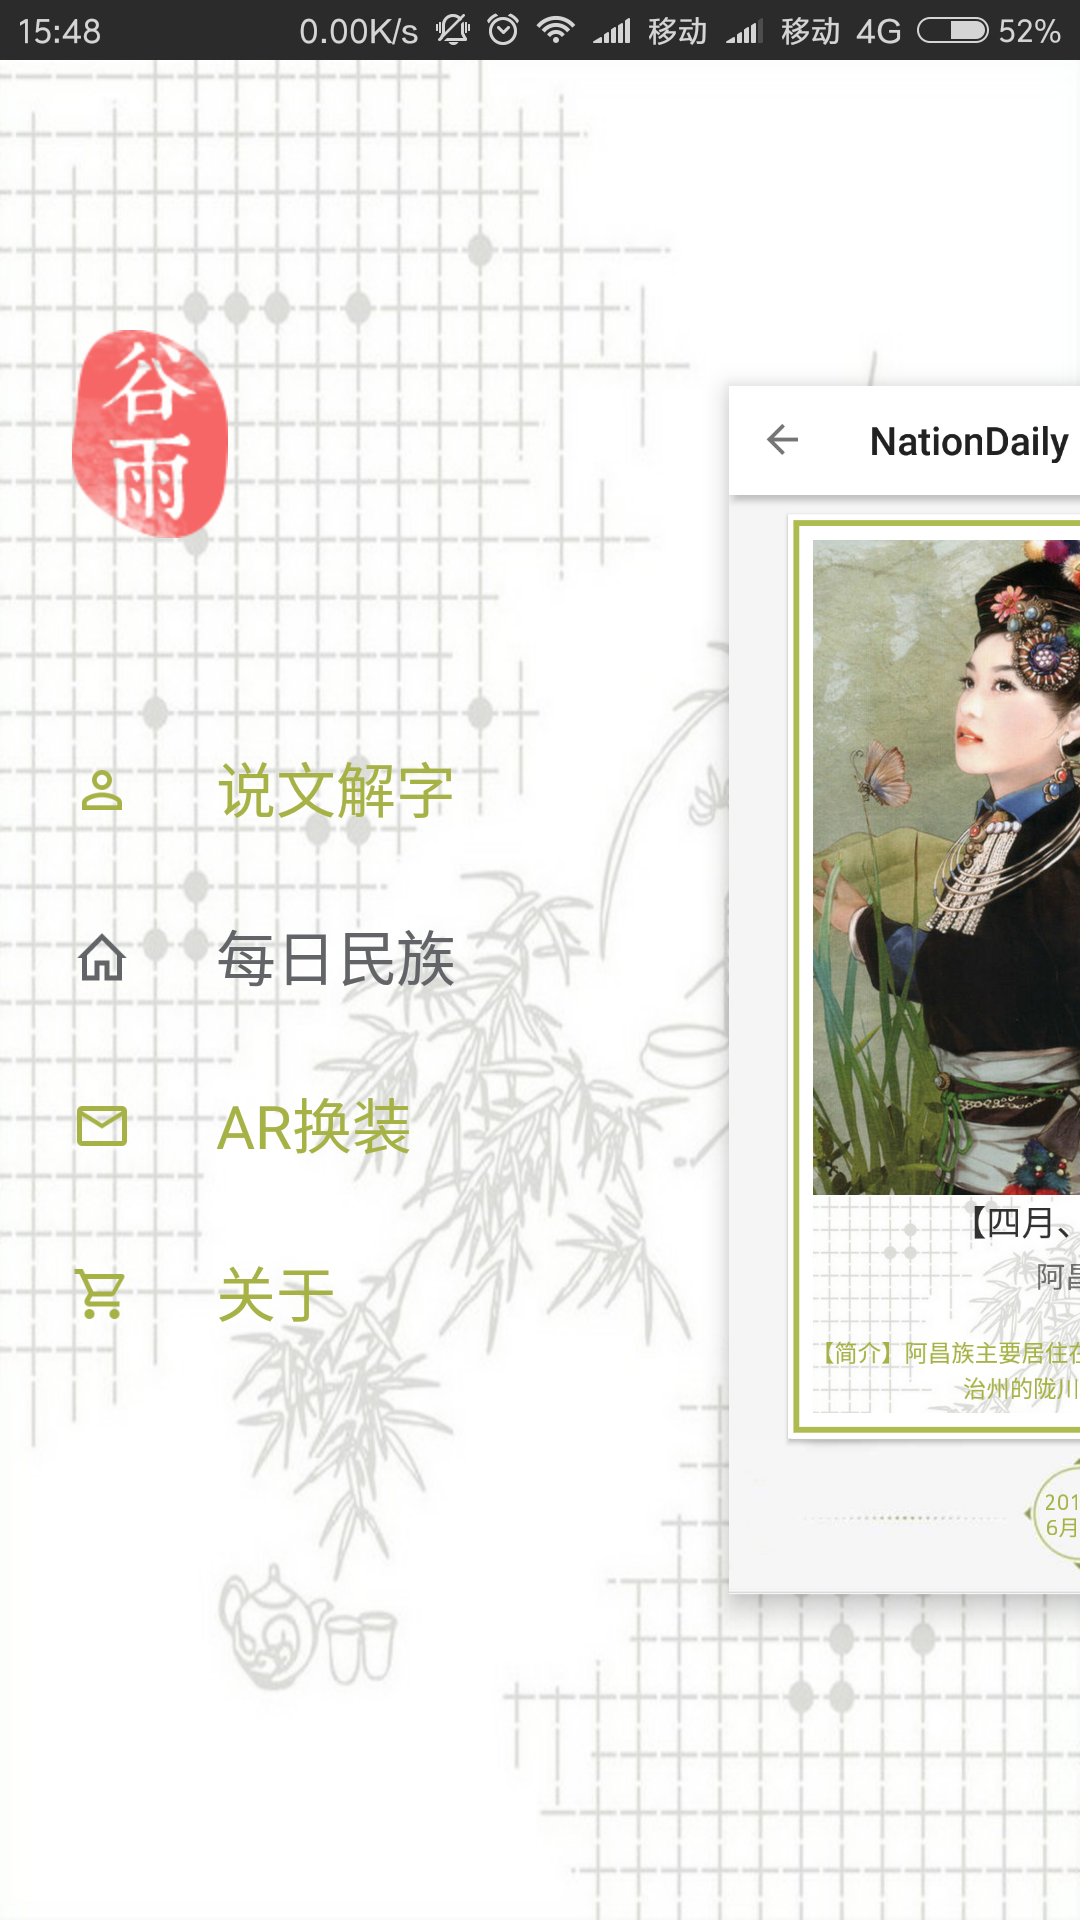 15:48 0.00K/s 移动 移动 4G 52%
谷雨
说文解字
每日民族
AR换装
关于
NationDaily
【四月、
阿昌
【简介】阿昌族主要居住在
治州的陇川
201
6月